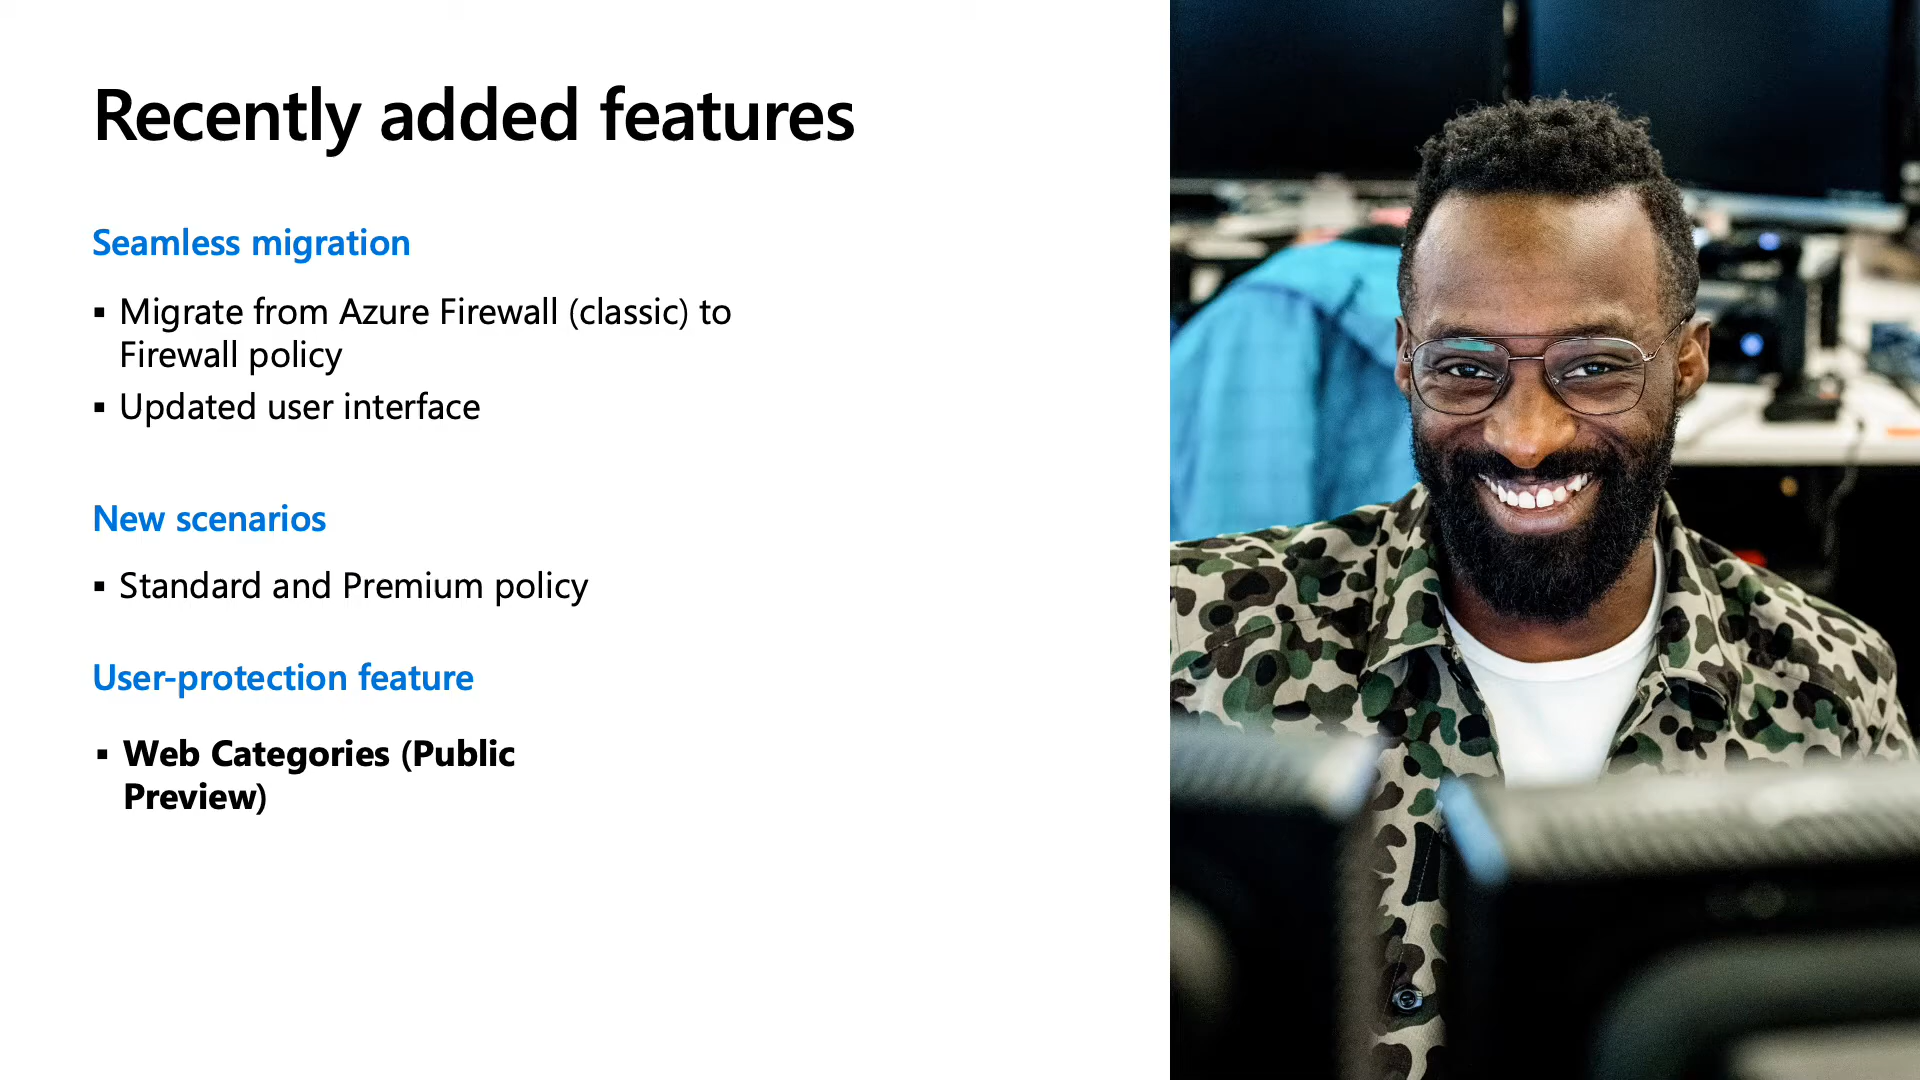 Recently added features
Seamless migration
▪ Migrate from Azure Firewall (classic) to
Firewall policy
▪ Updated user interface
New scenarios
▪ Standard and Premium policy
User-protection feature
▪ Web Categories (Public
Preview)